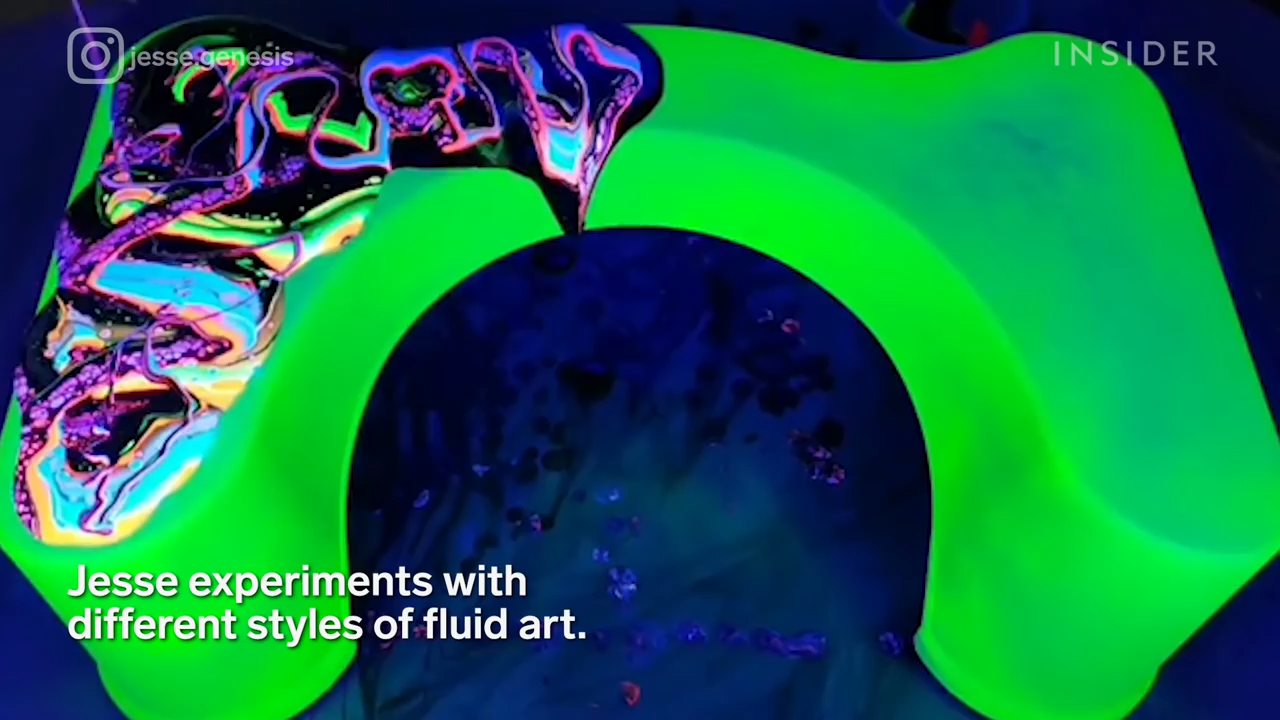 jesse.genesis
INSIDER
Jesse experiments with
different styles of fluid art.